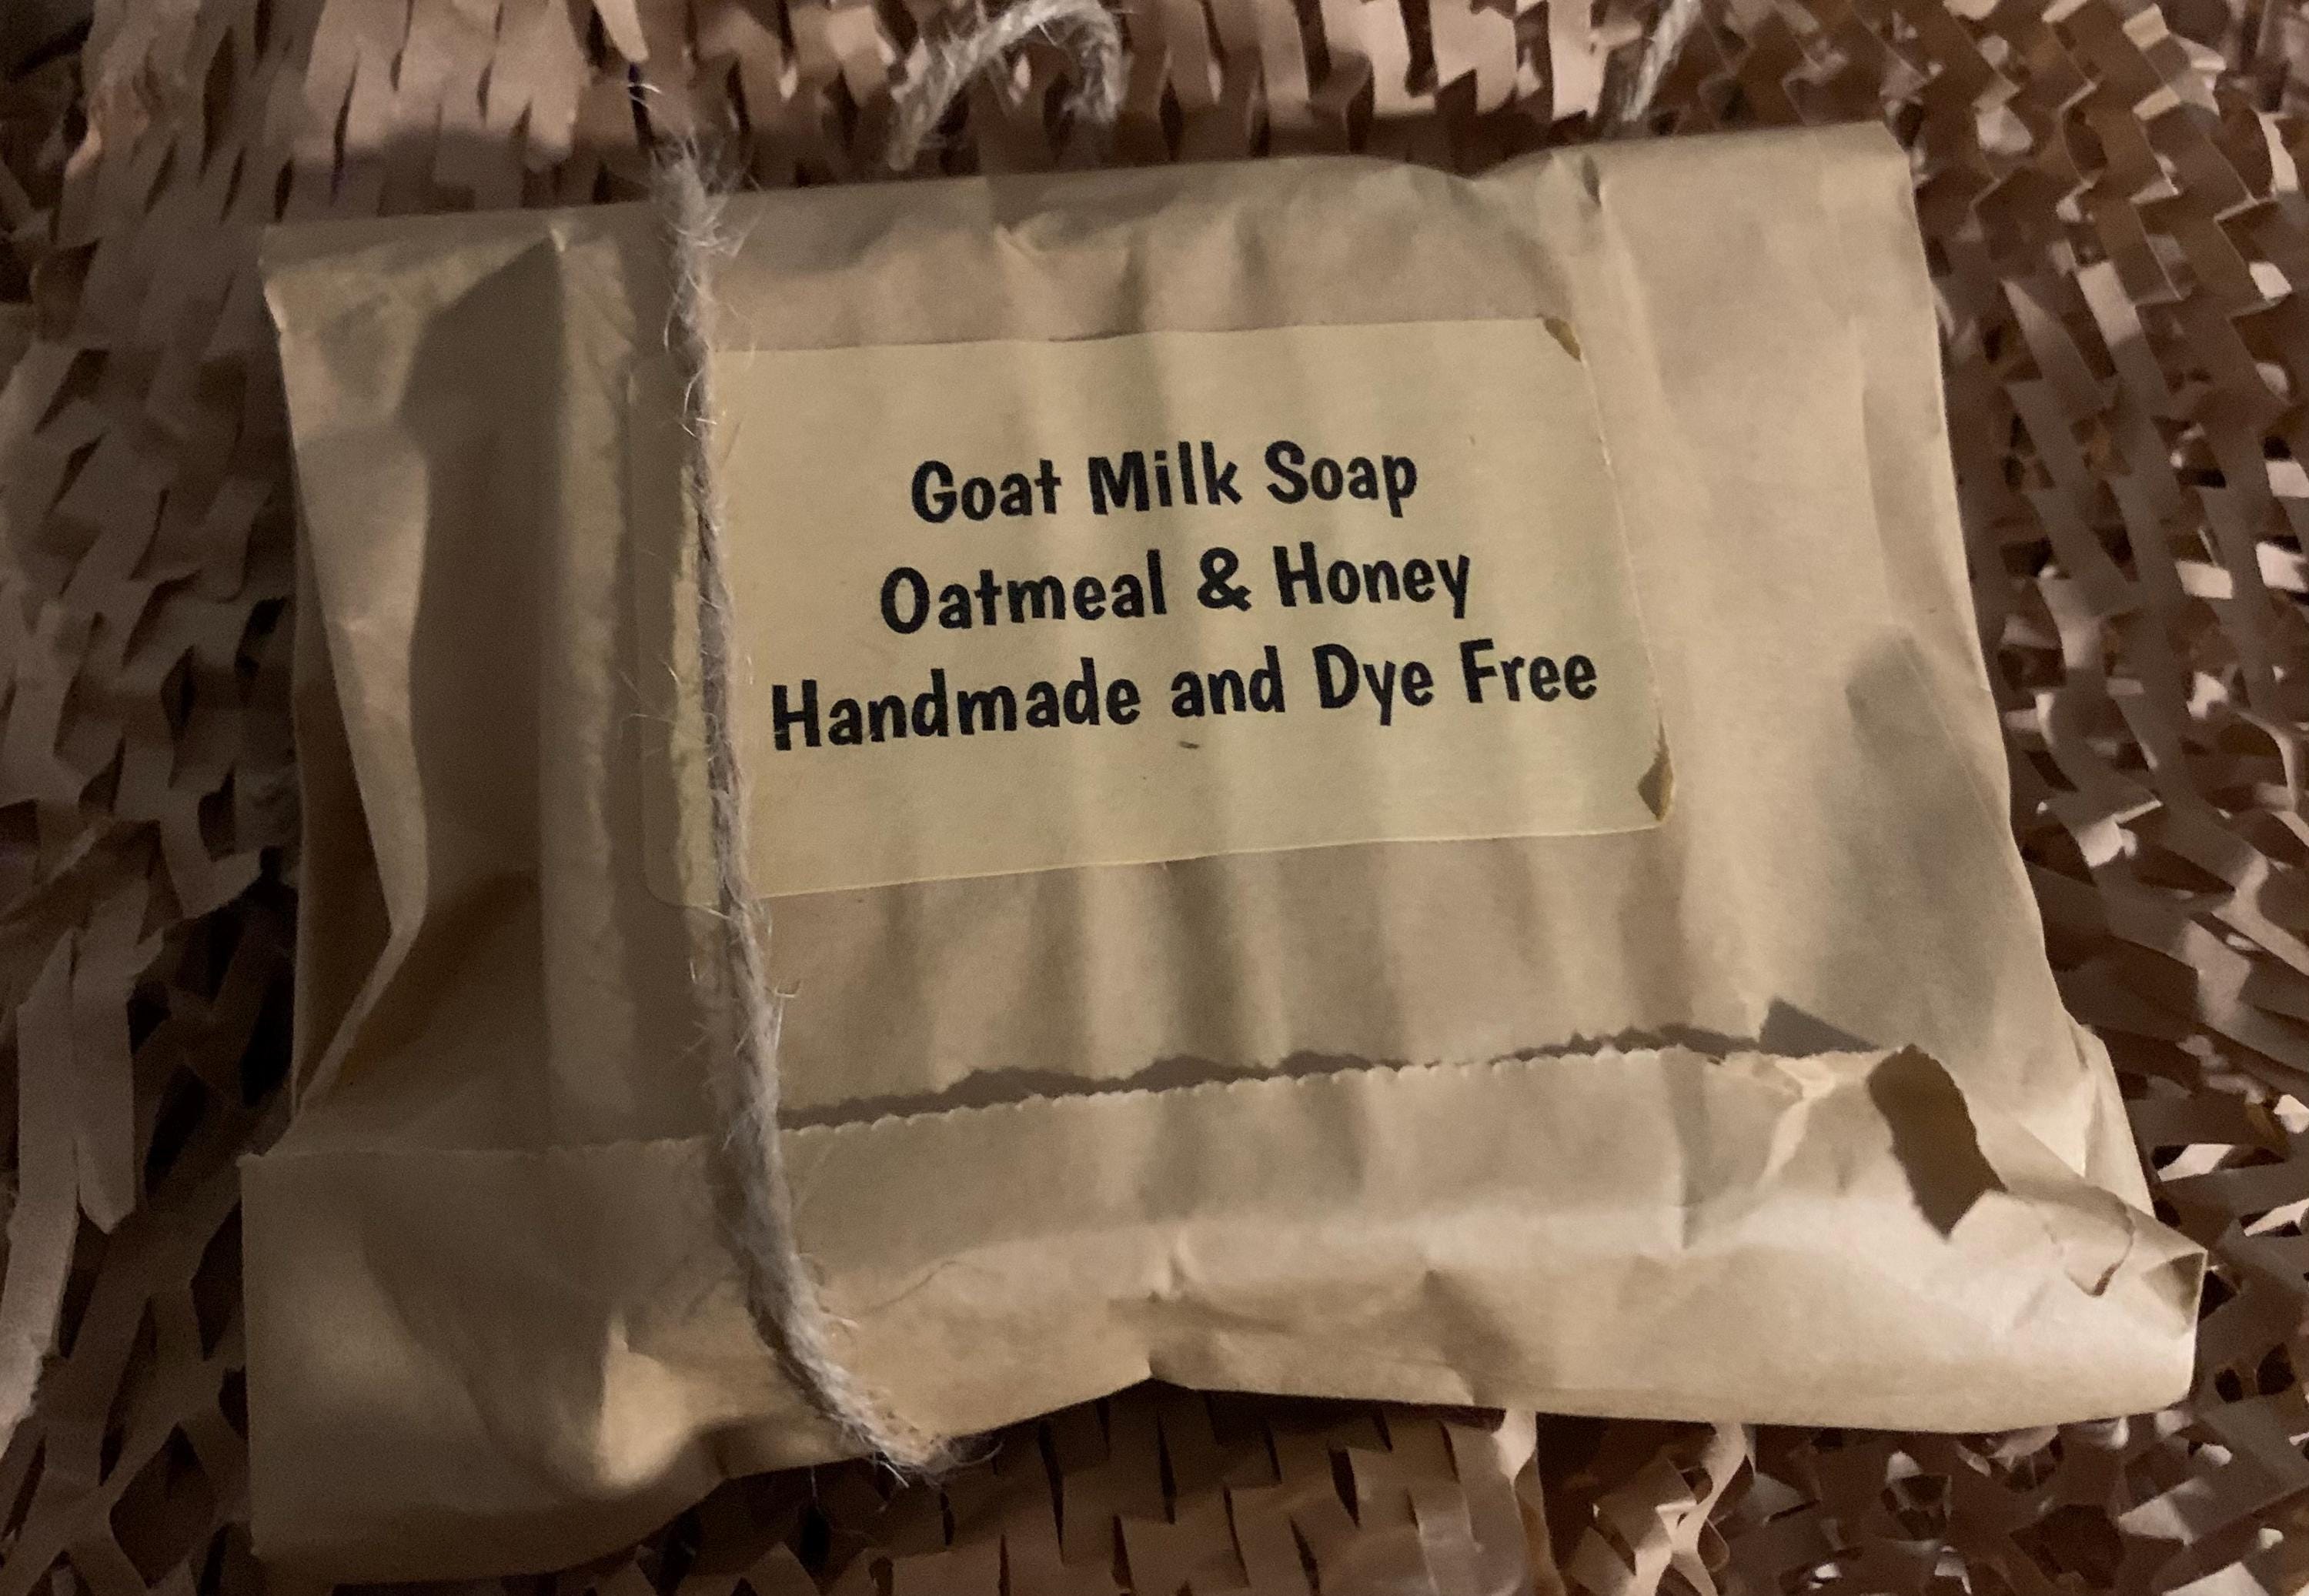 Goat Milk Soap
Oatmeal & Honey
Handmade and Dye Free